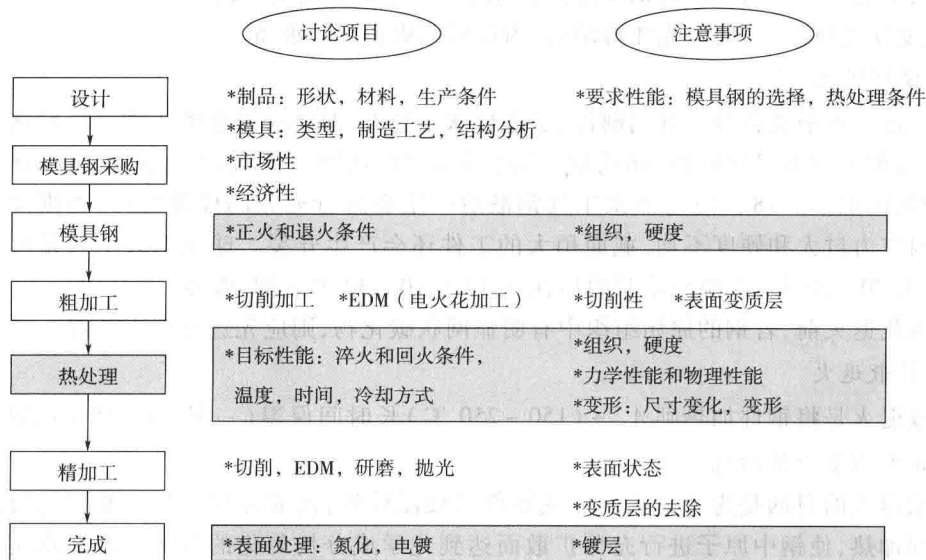 讨论项目
注意事项
设计
*制品：形状，材料，生产条件
*要求性能：模具钢的选择，热处理条件
*模具：类型，制造工艺，结构分析
模具钢采购
*市场性
*经济性
模具钢
*正火和退火条件
*组织，硬度
粗加工
*切削加工 *EDM（电火花加工）
*切削性 *表面变质层
热处理
*目标性能：淬火和回火条件，
温度，时间，冷却方式
*组织，硬度
*力学性能和物理性能
*变形：尺寸变化，变形
精加工
*切削，EDM，研磨，抛光
*表面状态
*变质层的去除
完成
*表面处理：氮化，电镀
*镀层